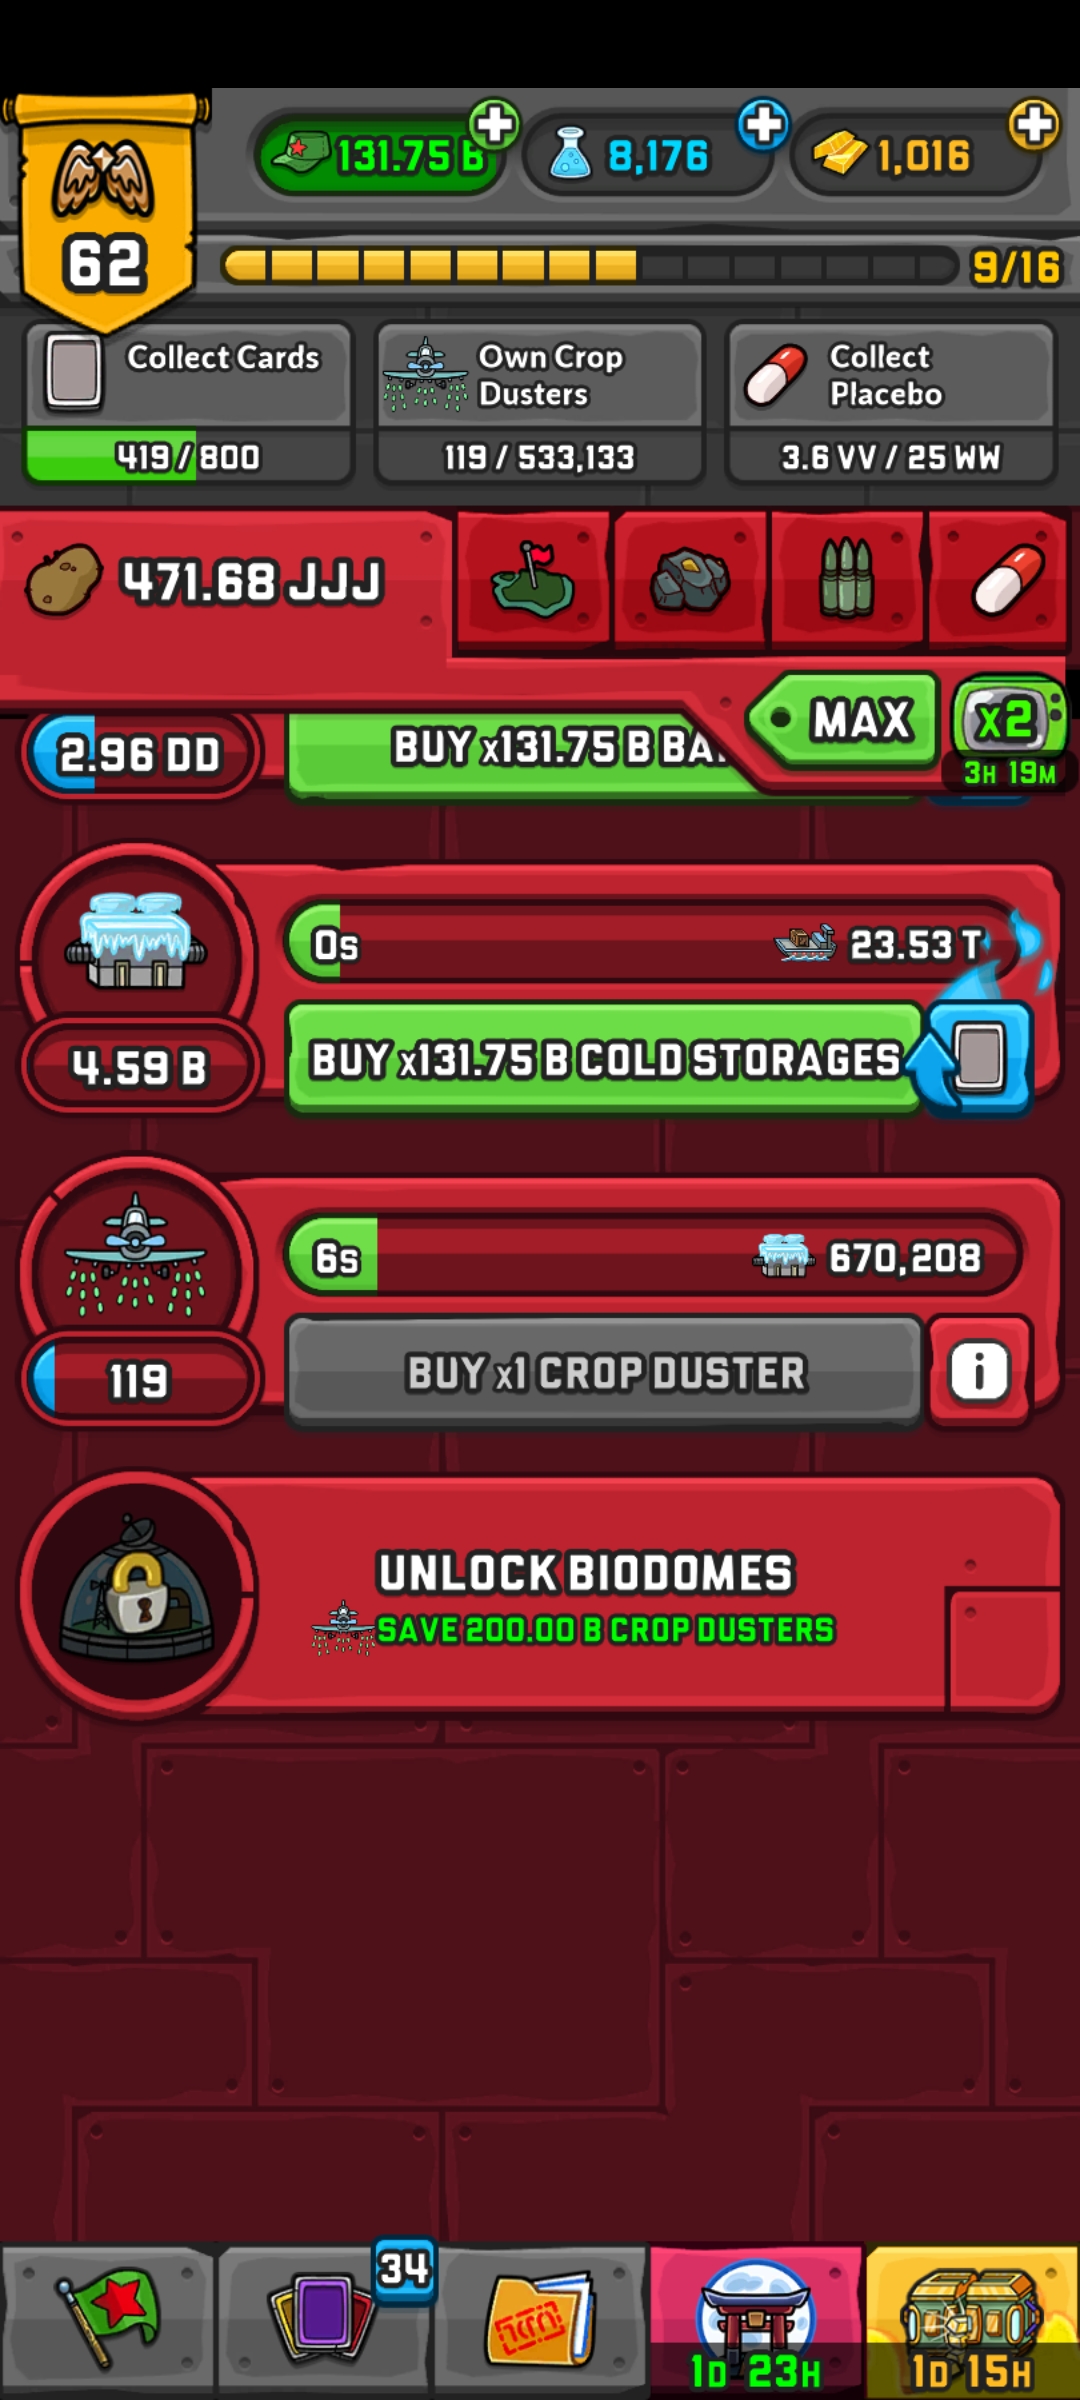 131.75 B
8,176
1,016
62
9/16
Collect Cards
419 / 800
Own Crop
Dusters
119 / 533,133
Collect
Placebo
3.6 VV / 25 WW
471.68 JJJ
MAX
x2
3H 19M
2.96 DD
BUY x131.75 B
0s
23.53 T
4.59 B
BUY x131.75 B COLD STORAGES
6s
670,208
119
BUY x1 CROP DUSTER
i
UNLOCK BIODOMES
SAVE 200.00 B CROP DUSTERS
34
1D 23H
1D 15H